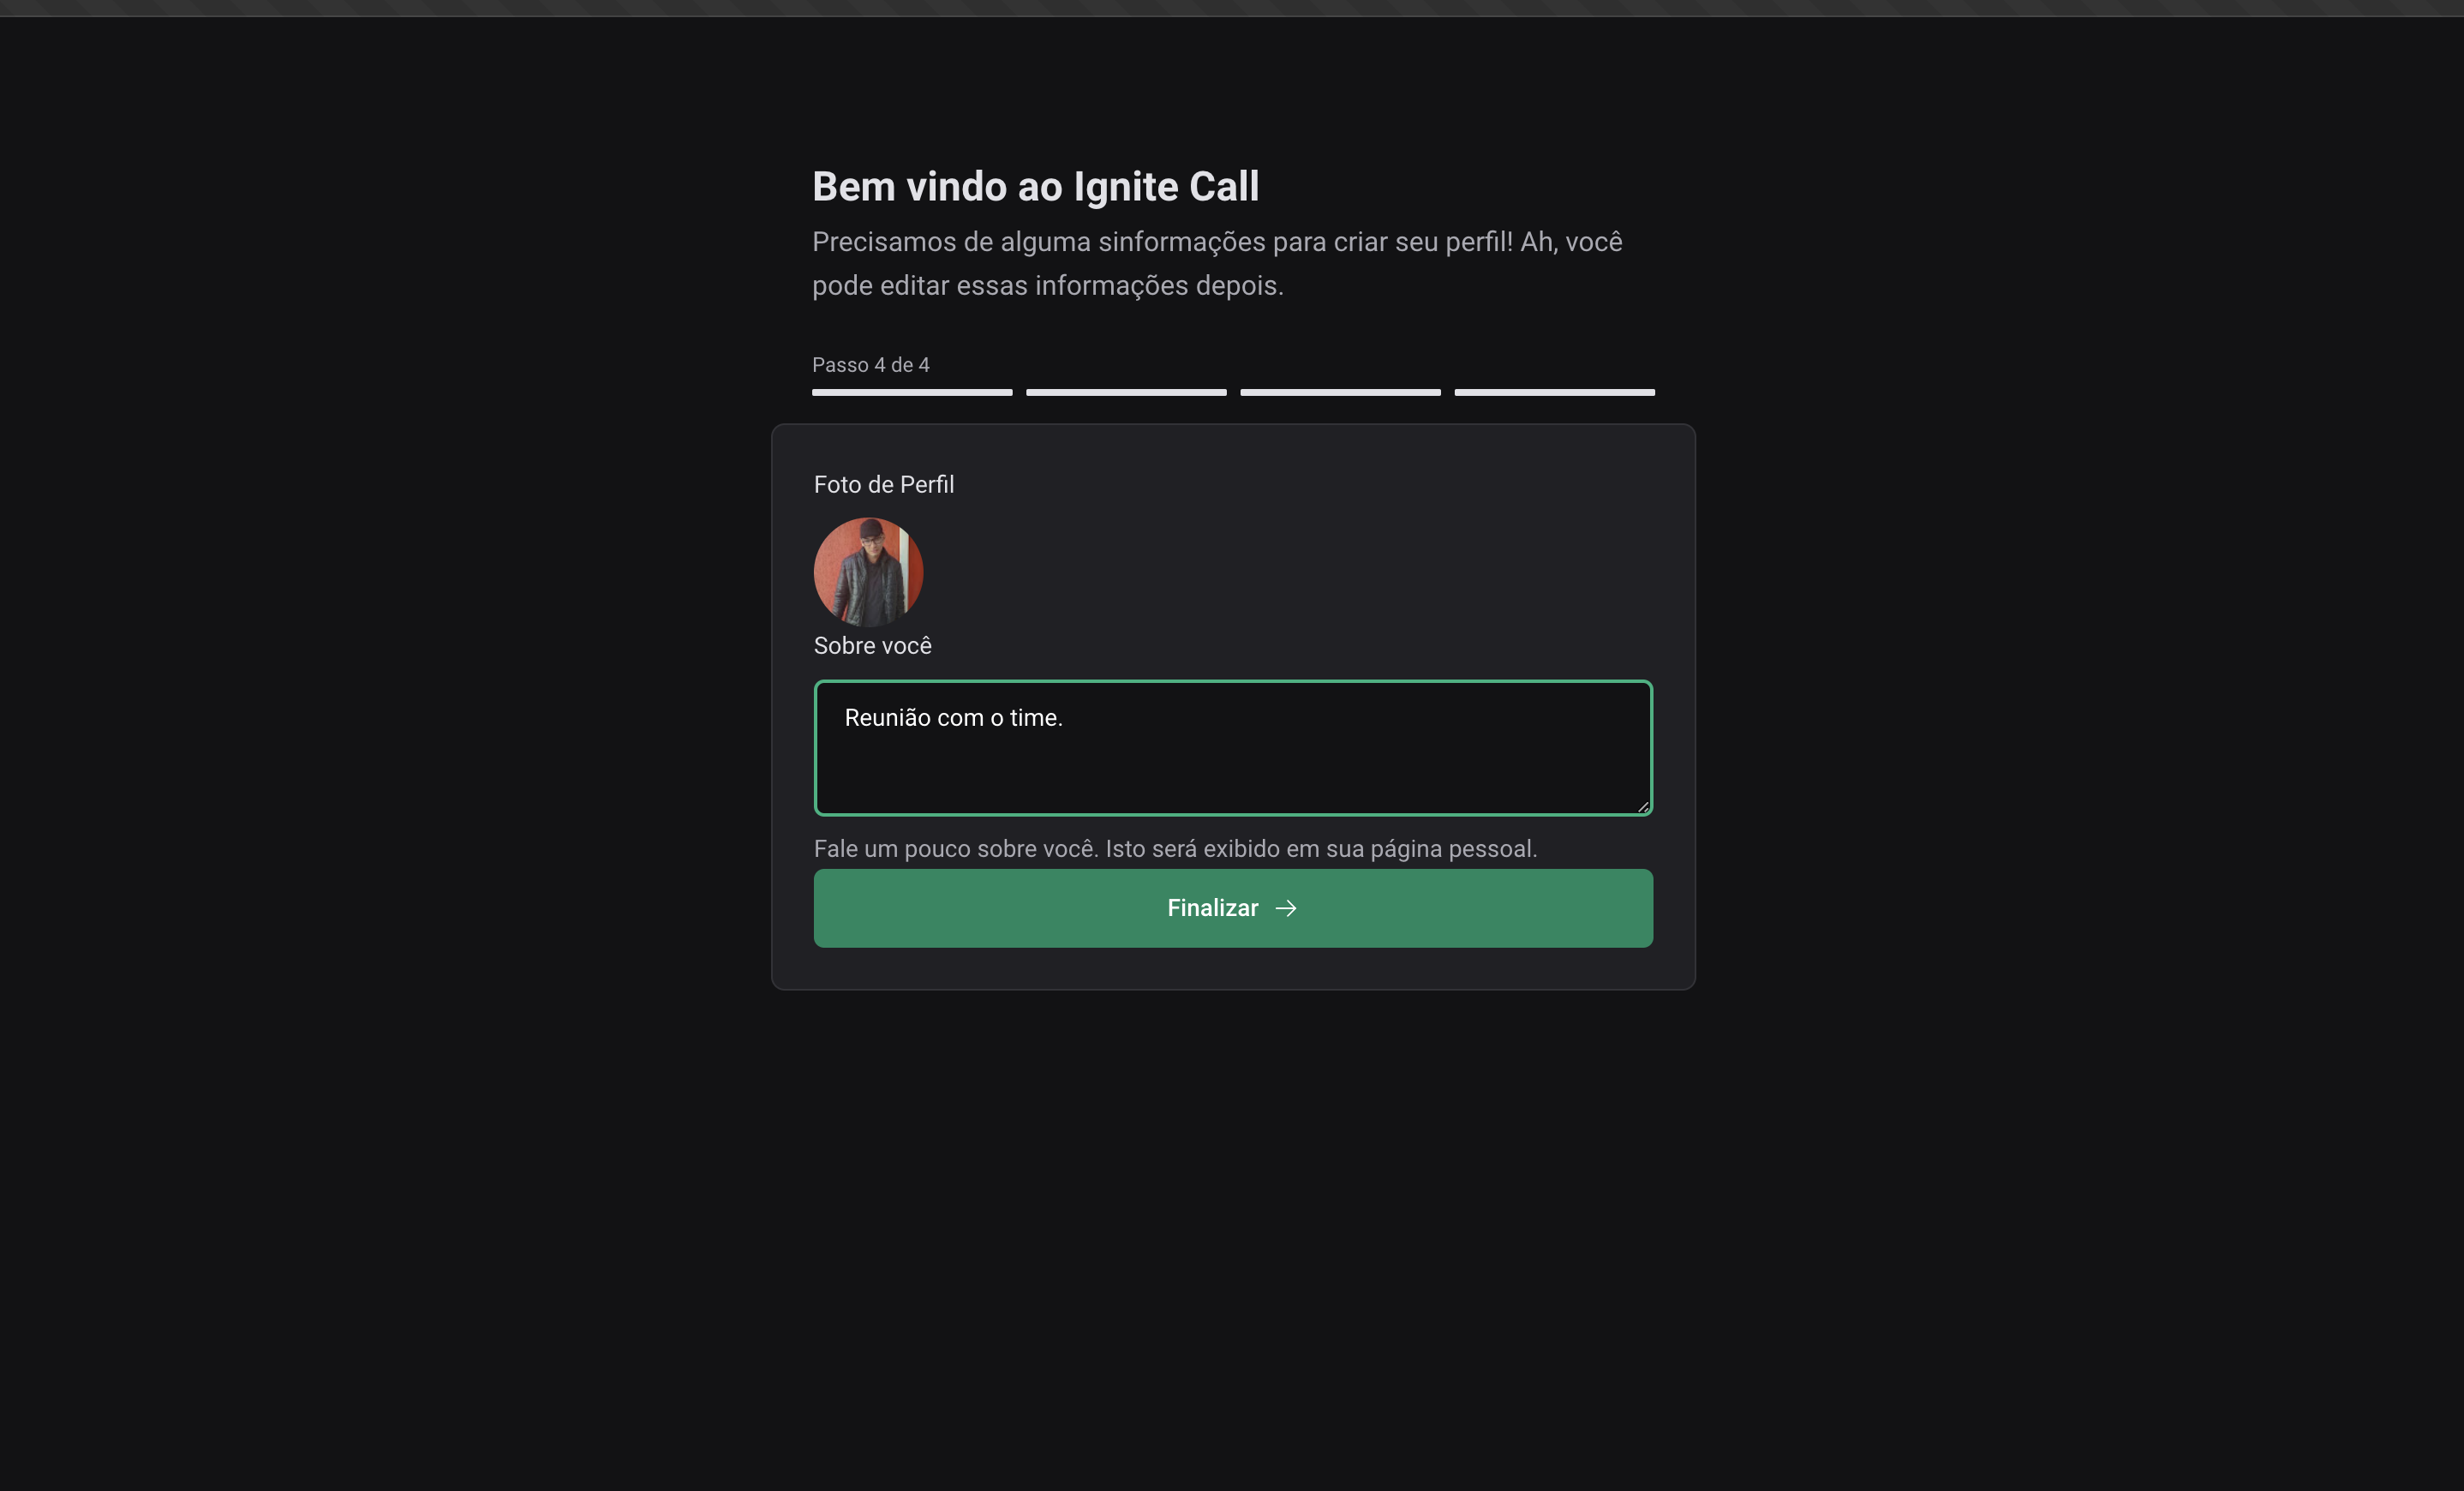 Bem vindo ao Ignite Call
Precisamos de alguma sinformações para criar seu perfil! Ah, você
pode editar essas informações depois.
Passo 4 de 4
Foto de Perfil
Sobre você
Reunião com o time.
Fale um pouco sobre você. Isto será exibido em sua página pessoal.
Finalizar